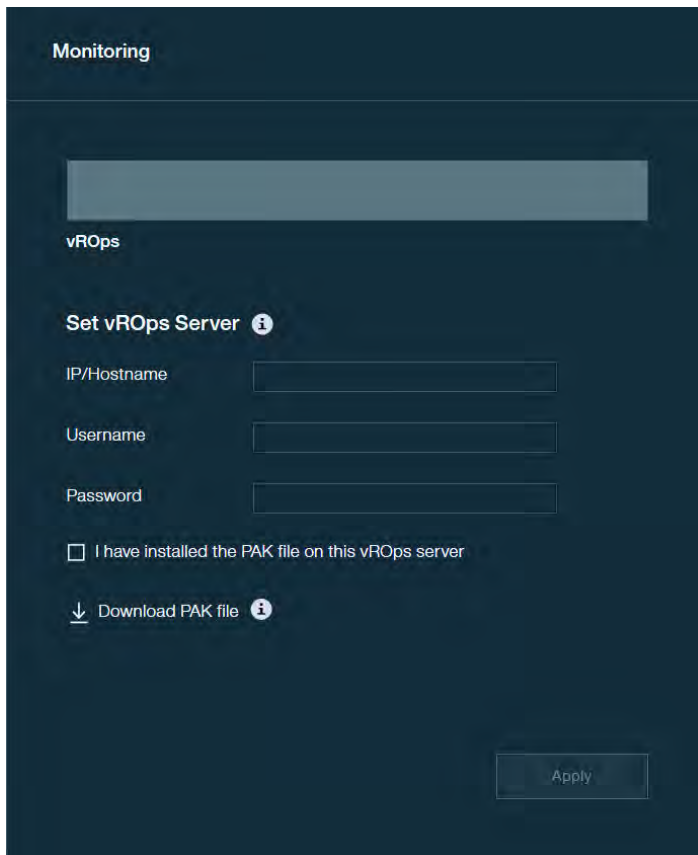 Monitoring
vROps
Set vROps Server
IP/Hostname
Username
Password
I have installed the PAK file on this vROps server
Download PAK file
Apply